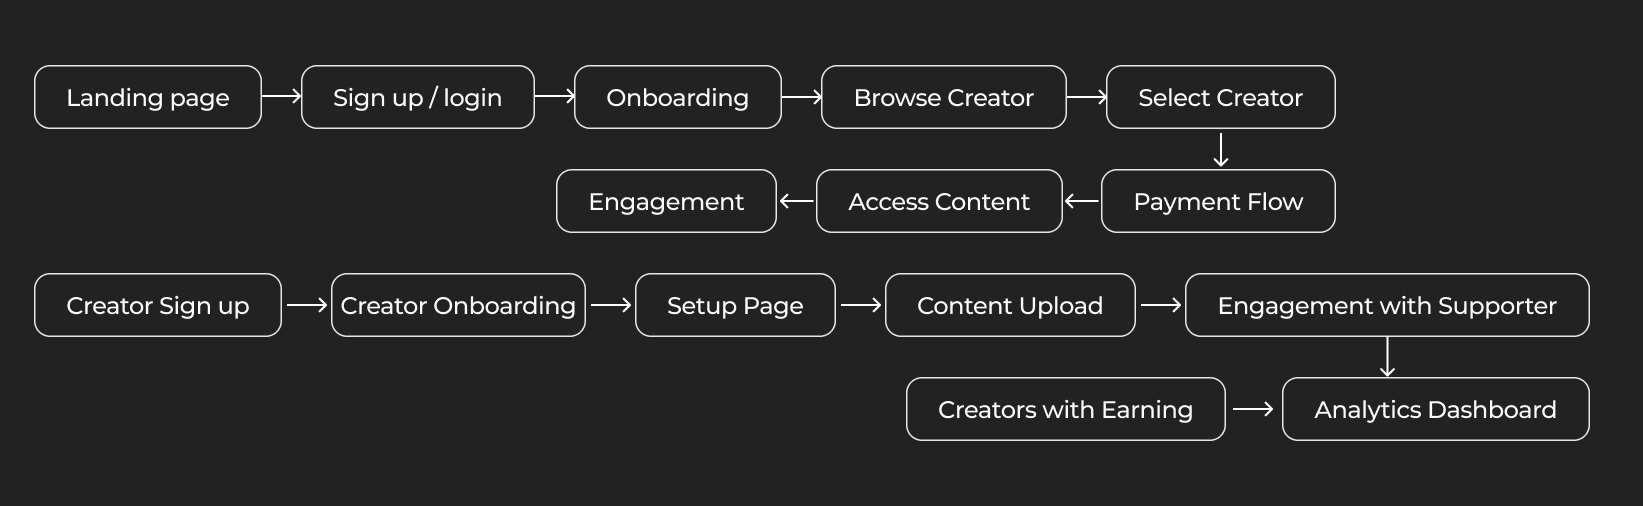 Landing page
Sign up / login
Onboarding
Browse Creator
Select Creator
Engagement
Access Content
Payment Flow
Creator Sign up
Creator Onboarding
Setup Page
Content Upload
Engagement with Supporter
Creators with Earning
Analytics Dashboard